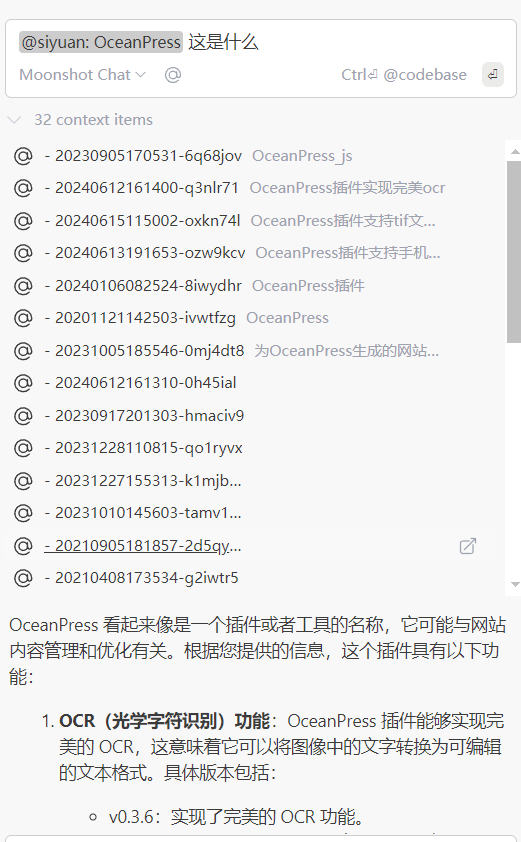 @siyuan: OceanPress 这是什么
Moonshot Chat @ Ctrl⏎ @codebase ⏎
32 context items
@ - 20230905170531-6q68jov OceanPress_js
@ - 20240612161400-q3nlr71 OceanPress插件实现完美ocr
@ - 20240615115002-oxkn74l OceanPress插件支持tif文...
@ - 20240613191653-ozw9kcv OceanPress插件支持手机...
@ - 20240106082524-8iwydhr OceanPress插件
@ - 20201121142503-ivwtfzg OceanPress
@ - 20231005185546-0mj4dt8 为OceanPress生成的网站...
@ - 20240612161310-0h45ial
@ - 20230917201303-hmaciv9
@ - 20231228110815-qo1ryvx
@ - 20231227155313-k1mjb...
@ - 20231010145603-tamv1...
@ - 20210905181857-2d5qy...
@ - 20210408173534-g2iwtr5
OceanPress 看起来像是一个插件或者工具的名称，它可能与网站
内容管理和优化有关。根据您提供的信息，这个插件具有以下功
能：
1. OCR（光学字符识别）功能：OceanPress 插件能够实现完
美的 OCR，这意味着它可以将图像中的文字转换为可编辑
的文本格式。具体版本包括：
◦ v0.3.6：实现了完美的 OCR 功能。